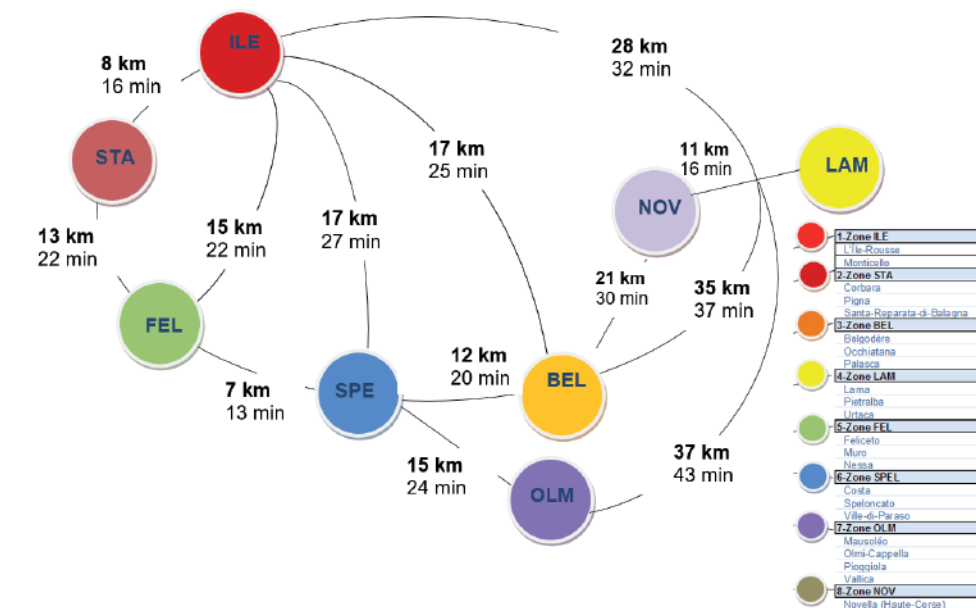 ILE
28 km
32 min
8 km
16 min
STA
17 km
25 min
11 km
16 min
LAM
NOV
13 km
22 min
15 km
22 min
17 km
27 min
FEL
21 km
30 min
35 km
37 min
12 km
20 min
SPE
BEL
7 km
13 min
15 km
24 min
OLM
37 km
43 min
1-Zone ILE
L'Île-Rousse
Monticello
2-Zone STA
Corbara
Pigna
Santa-Reparata-di-Balagna
3-Zone BEL
Belgodère
Occhiatana
Palasca
4-Zone LAM
Lama
Pietralba
Urtaca
5-Zone FEL
Feliceto
Muro
Nessa
6-Zone SPEL
Costa
Speloncato
Ville-di-Paraso
7-Zone OLM
Mausoléo
Olmi-Cappella
Pioggiola
Vallica
8-Zone NOV
Novella (Haute-Corse)